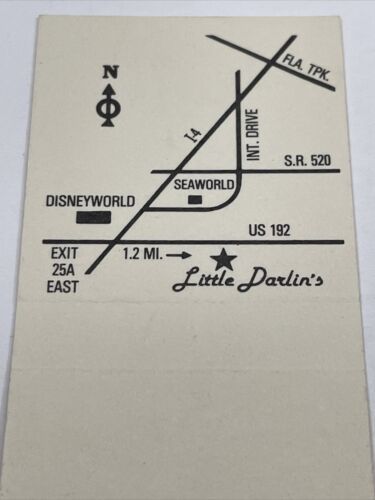 N
FLA. TPK.
I-4
INT. DRIVE
S.R. 520
SEAWORLD
DISNEYWORLD
US 192
EXIT
25A
EAST
1.2 MI.
Little Darlin's